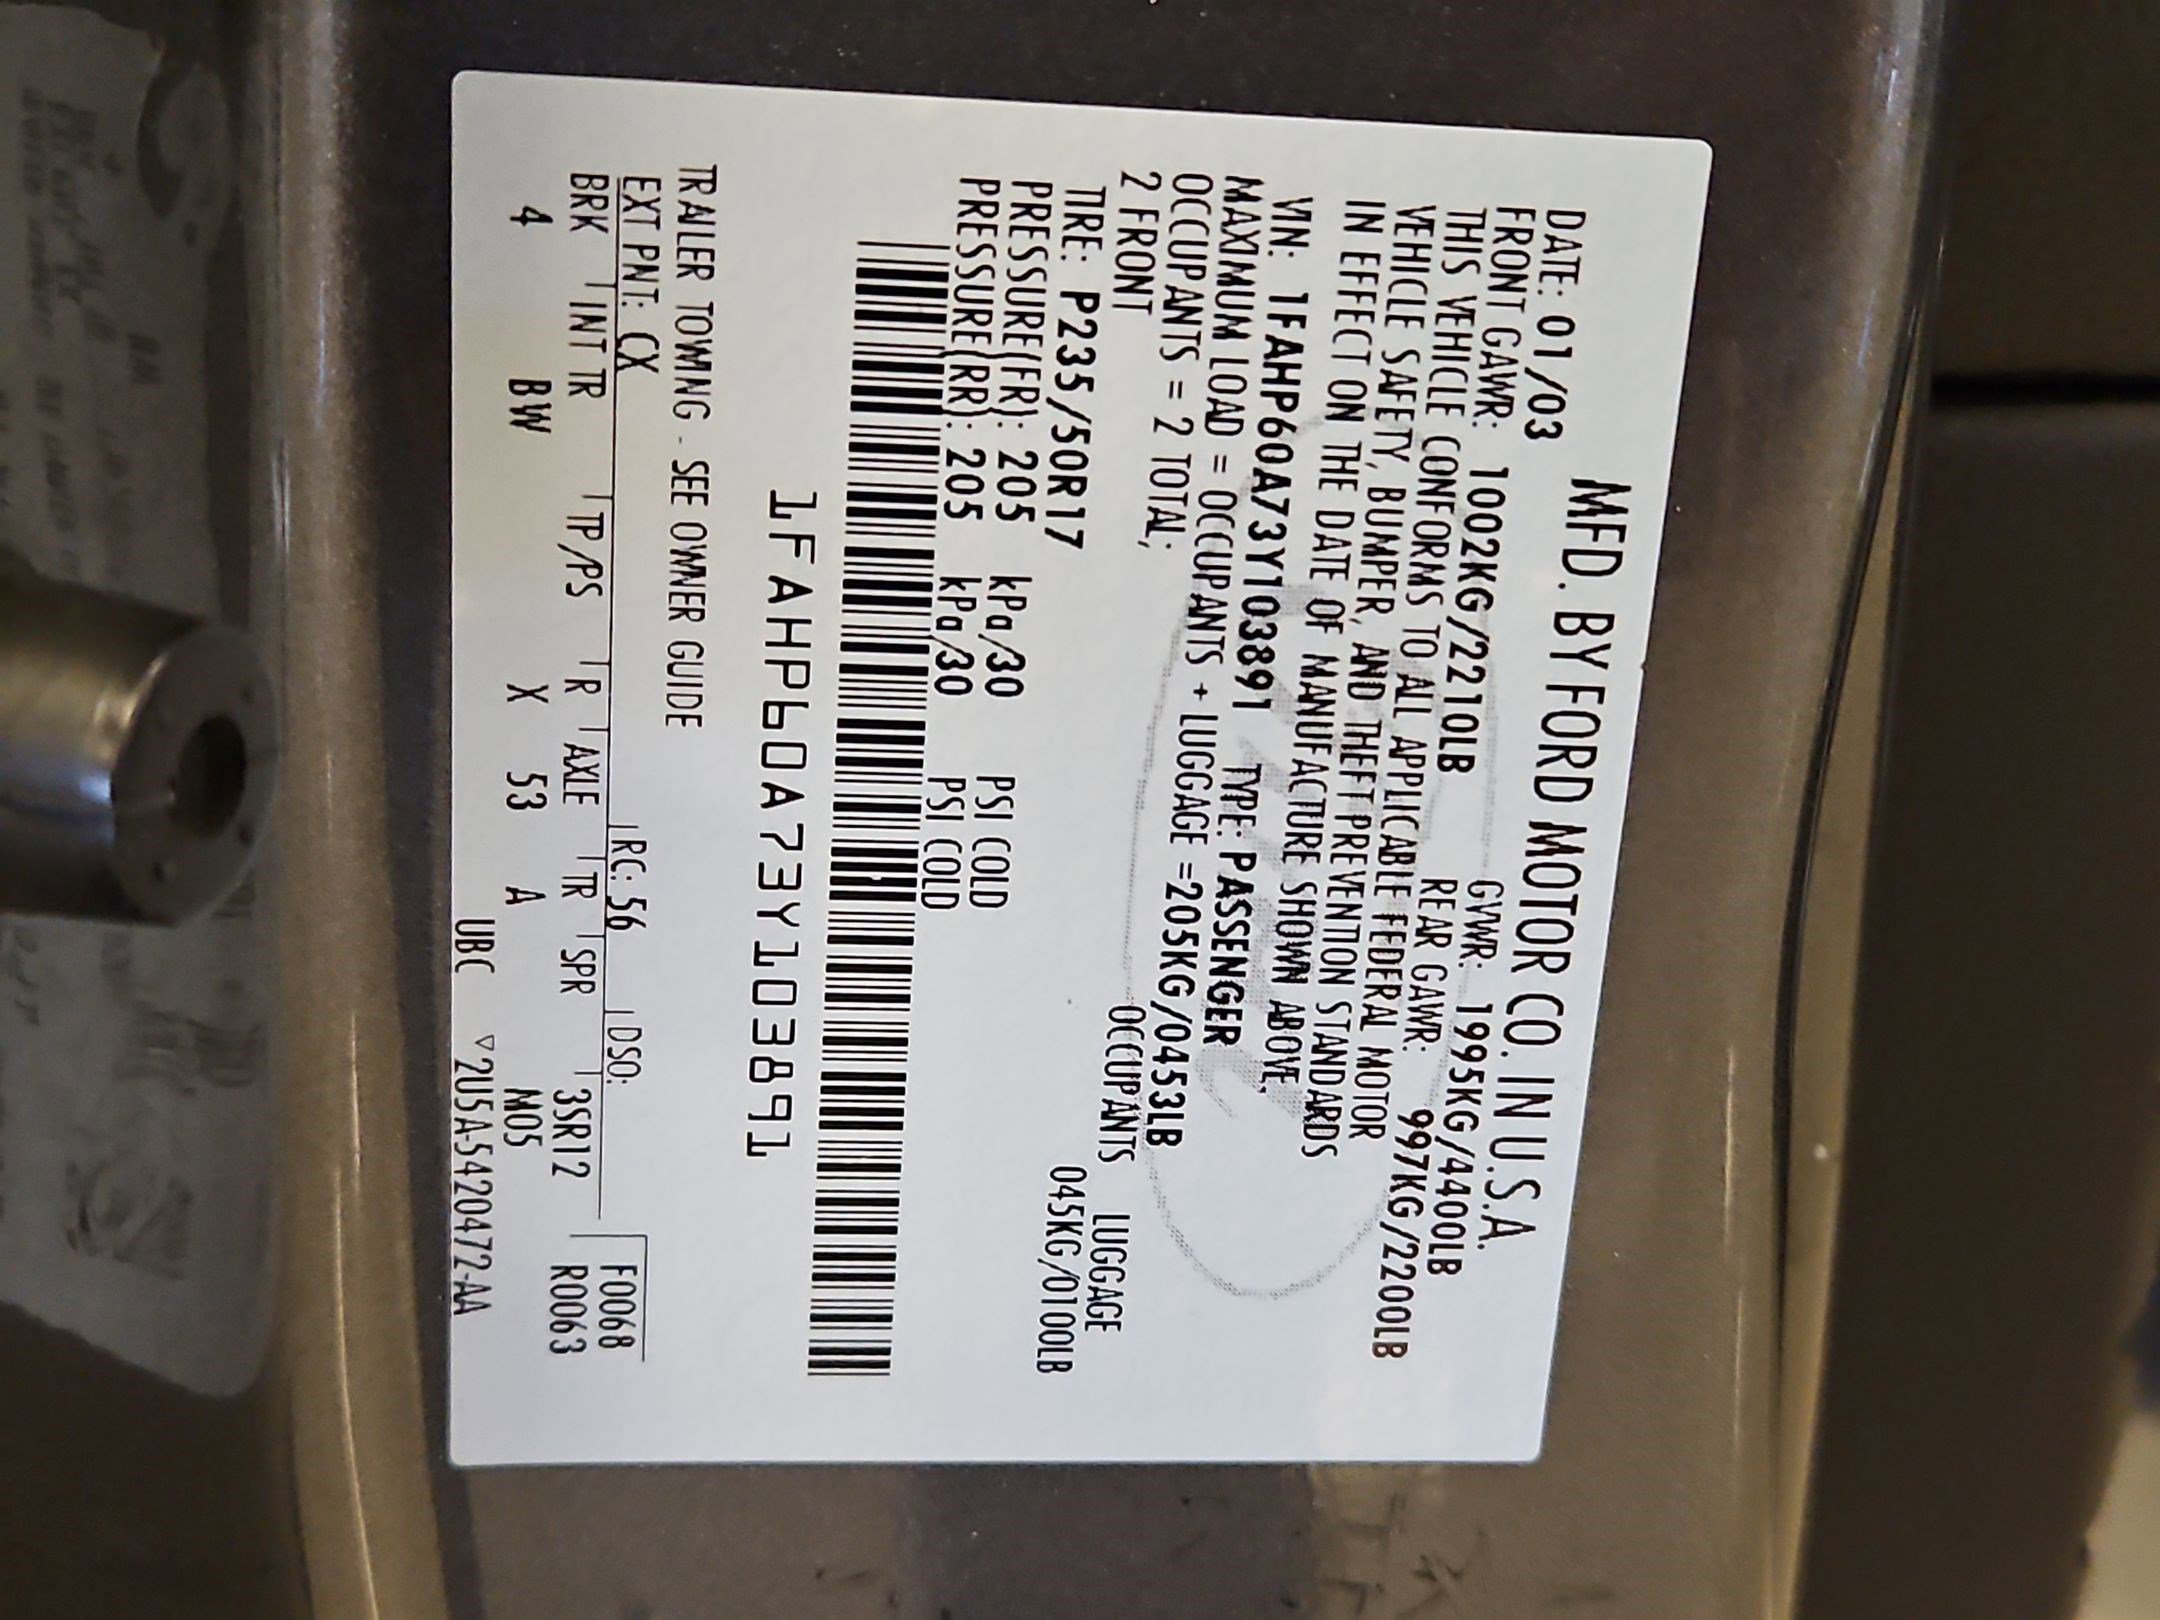 MFD. BY FORD MOTOR CO. IN U.S.A.
DATE: 01/03 GVWR: 1995KG/4400LB
FRONT GAWR: 1002KG/2210LB REAR GAWR: 997KG/2200LB
THIS VEHICLE CONFORMS TO ALL APPLICABLE FEDERAL MOTOR
VEHICLE SAFETY, BUMPER, AND THEFT PREVENTION STANDARDS
IN EFFECT ON THE DATE OF MANUFACTURE SHOWN ABOVE.
VIN: 1FAHP60A73Y103891 TYPE: PASSENGER
MAXIMUM LOAD = OCCUPANTS + LUGGAGE =205KG/0453LB
OCCUPANTS = 2 TOTAL; OCCUPANTS LUGGAGE
2 FRONT 045KG/0100LB
TIRE: P235/50R17
PRESSURE(FR): 205 kPa/30 PSI COLD
PRESSURE(RR): 205 kPa/30 PSI COLD
1FAHP60A73Y103891
TRAILER TOWING - SEE OWNER GUIDE
EXT PNT: CX RC: 56 DSO: F0068
BRK INT TR TP/PS R AXLE TR SPR 3SR12 R0063
4 BW X 53 A M05
UBC ▽ 2U5A-5420472-AA